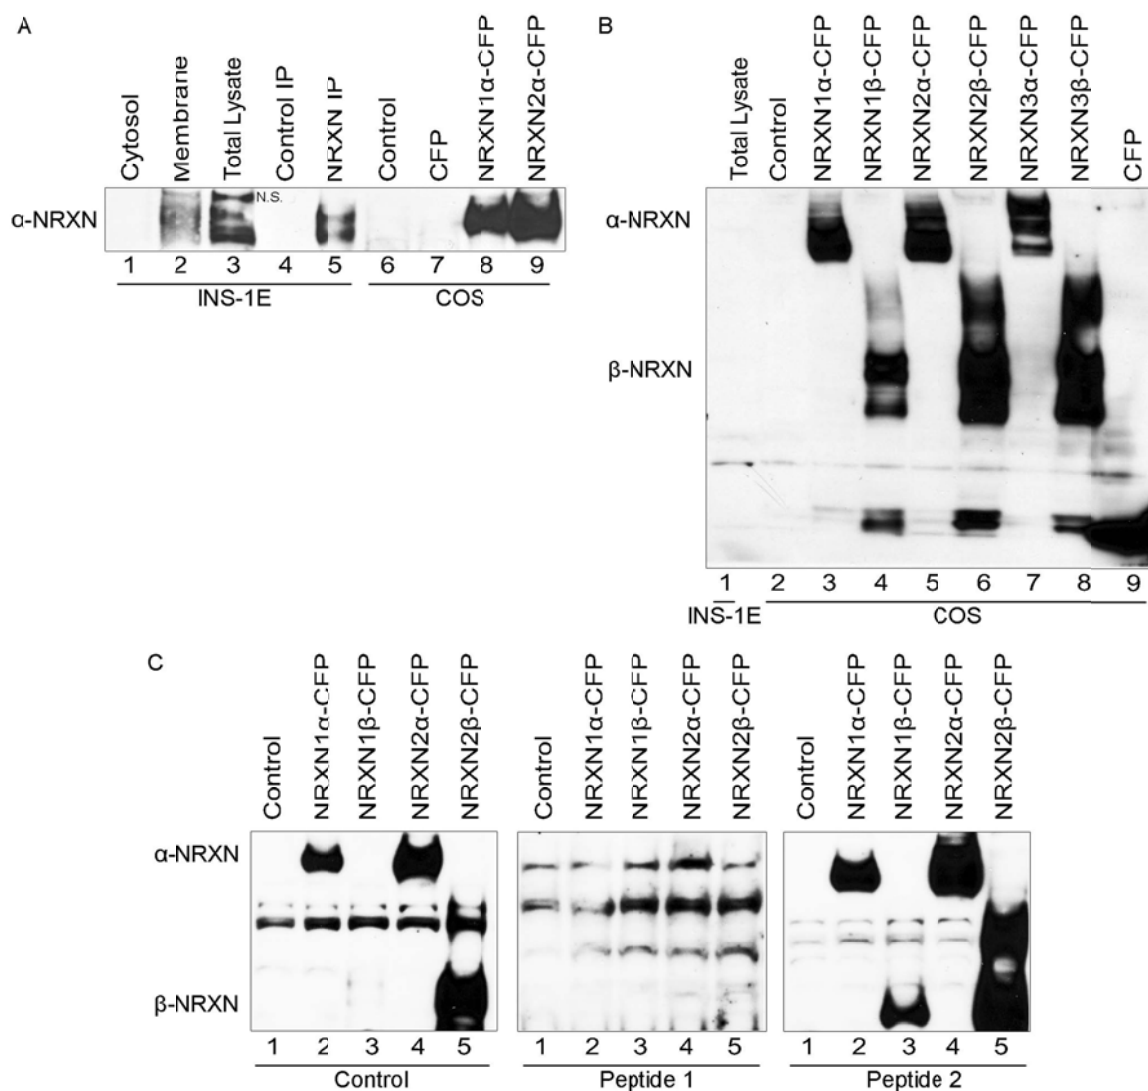 A
Cytosol
Membrane
Total Lysate
Control IP
NRXN IP
Control
CFP
NRXN1α-CFP
NRXN2α-CFP
N.S.
α-NRXN
1 2 3 4 5 6 7 8 9
INS-1E COS
B
Total Lysate
Control
NRXN1α-CFP
NRXN1β-CFP
NRXN2α-CFP
NRXN2β-CFP
NRXN3α-CFP
NRXN3β-CFP
CFP
α-NRXN
β-NRXN
1 2 3 4 5 6 7 8 9
INS-1E COS
C
Control
NRXN1α-CFP
NRXN1β-CFP
NRXN2α-CFP
NRXN2β-CFP
Control
NRXN1α-CFP
NRXN1β-CFP
NRXN2α-CFP
NRXN2β-CFP
Control
NRXN1α-CFP
NRXN1β-CFP
NRXN2α-CFP
NRXN2β-CFP
α-NRXN
β-NRXN
1 2 3 4 5 1 2 3 4 5 1 2 3 4 5
Control Peptide 1 Peptide 2